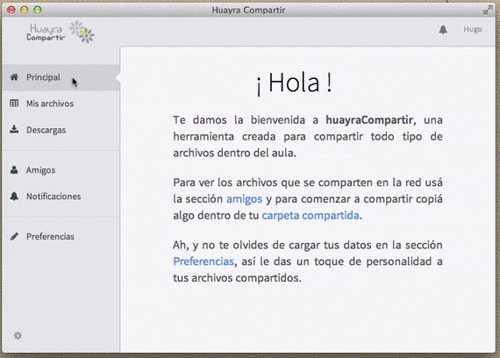 Huayra Compartir
Huayra
Compartir
Hugo
Principal
Mis archivos
Descargas
Amigos
Notificaciones
Preferencias
¡ Hola !
Te damos la bienvenida a huayraCompartir, una
herramienta creada para compartir todo tipo de
archivos dentro del aula.
Para ver los archivos que se comparten en la red usá
la sección amigos y para comenzar a compartir copiá
algo dentro de tu carpeta compartida.
Ah, y no te olvides de cargar tus datos en la sección
Preferencias, así le das un toque de personalidad a
tus archivos compartidos.